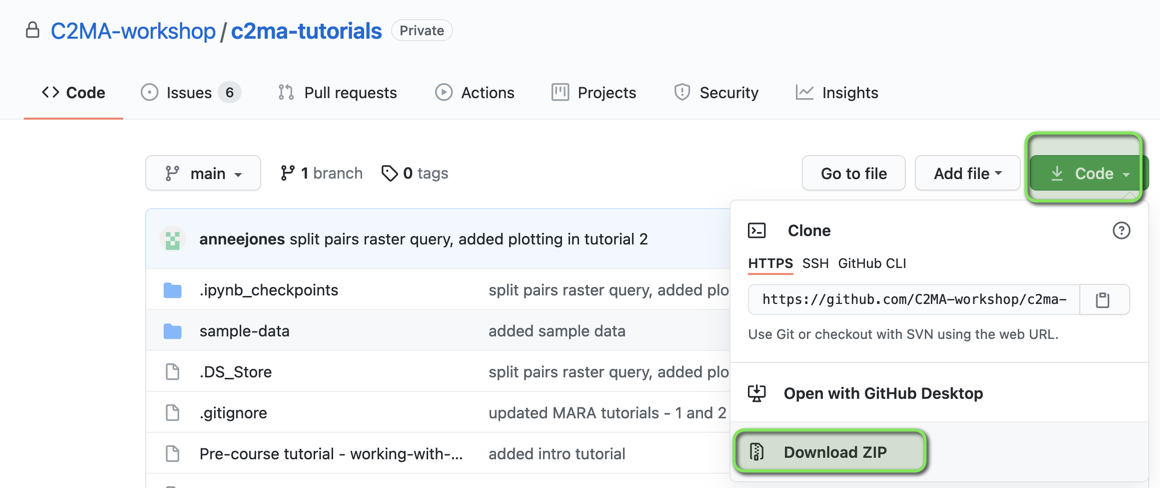 C2MA-workshop / c2ma-tutorials Private
Code Issues 6 Pull requests Actions Projects Security Insights
main 1 branch 0 tags Go to file Add file Code
anneejones split pairs raster query, added plotting in tutorial 2
.ipynb_checkpoints split pairs raster query, added plo
sample-data added sample data
.DS_Store split pairs raster query, added plo
.gitignore updated MARA tutorials - 1 and 2
Pre-course tutorial - working-with-... added intro tutorial
Clone
HTTPS SSH GitHub CLI
https://github.com/C2MA-workshop/c2ma-
Use Git or checkout with SVN using the web URL.
Open with GitHub Desktop
Download ZIP